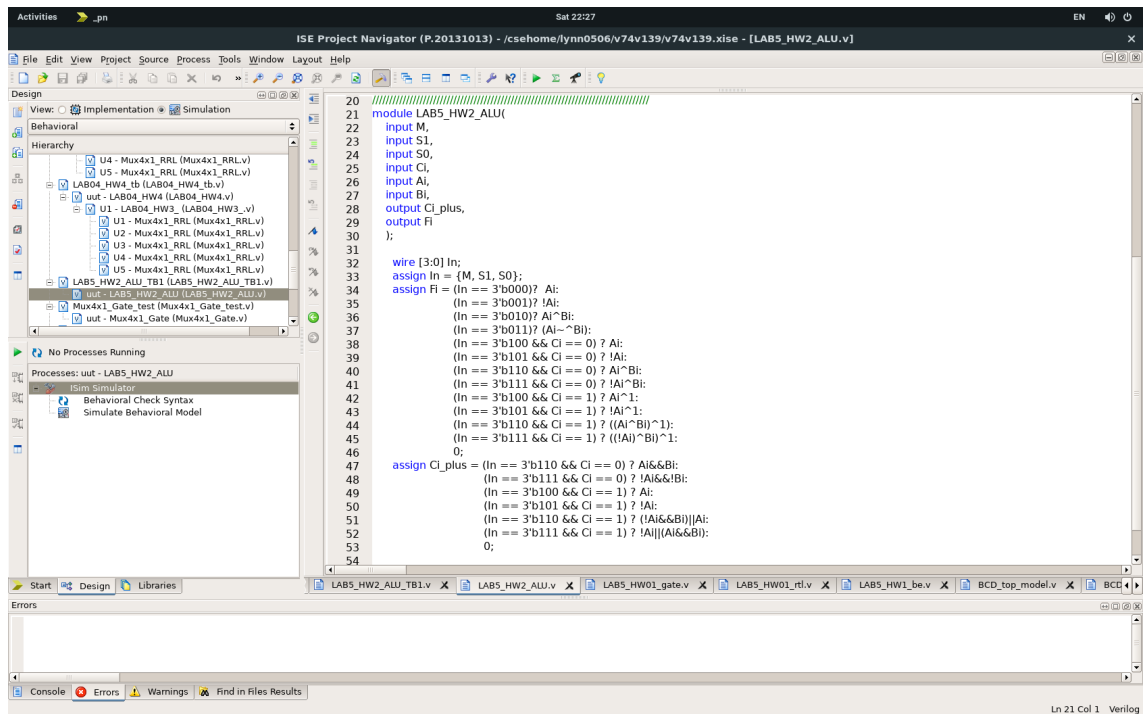 Activities _pn Sat 22:27 EN
ISE Project Navigator (P.20131013) - /csehome/lynn0506/v74v139/v74v139.xise - [LAB5_HW2_ALU.v]
File Edit View Project Source Process Tools Window Layout Help
Design
View: Implementation Simulation
Behavioral
Hierarchy
U4 - Mux4x1_RRL (Mux4x1_RRL.v)
U5 - Mux4x1_RRL (Mux4x1_RRL.v)
LAB04_HW4_tb (LAB04_HW4_tb.v)
uut - LAB04_HW4 (LAB04_HW4.v)
U1 - LAB04_HW3_ (LAB04_HW3_.v)
U1 - Mux4x1_RRL (Mux4x1_RRL.v)
U2 - Mux4x1_RRL (Mux4x1_RRL.v)
U3 - Mux4x1_RRL (Mux4x1_RRL.v)
U4 - Mux4x1_RRL (Mux4x1_RRL.v)
U5 - Mux4x1_RRL (Mux4x1_RRL.v)
LAB5_HW2_ALU_TB1 (LAB5_HW2_ALU_TB1.v)
uut - LAB5_HW2_ALU (LAB5_HW2_ALU.v)
Mux4x1_Gate_test (Mux4x1_Gate_test.v)
uut - Mux4x1_Gate (Mux4x1_Gate.v)
No Processes Running
Processes: uut - LAB5_HW2_ALU
ISim Simulator
Behavioral Check Syntax
Simulate Behavioral Model
Start Design Libraries
20 ////////////////////////////////////////////////////////////////////////////////
21 module LAB5_HW2_ALU(
22 input M,
23 input S1,
24 input S0,
25 input Ci,
26 input Ai,
27 input Bi,
28 output Ci_plus,
29 output Fi
30 );
31
32 wire [3:0] In;
33 assign In = {M, S1, S0};
34 assign Fi = (In == 3'b000)? Ai:
35 (In == 3'b001)? !Ai:
36 (In == 3'b010)? Ai^Bi:
37 (In == 3'b011)? (Ai~^Bi):
38 (In == 3'b100 && Ci == 0) ? Ai:
39 (In == 3'b101 && Ci == 0) ? !Ai:
40 (In == 3'b110 && Ci == 0) ? Ai^Bi:
41 (In == 3'b111 && Ci == 0) ? !Ai^Bi:
42 (In == 3'b100 && Ci == 1) ? Ai^1:
43 (In == 3'b101 && Ci == 1) ? !Ai^1:
44 (In == 3'b110 && Ci == 1) ? ((Ai^Bi)^1):
45 (In == 3'b111 && Ci == 1) ? ((!Ai)^Bi)^1:
46 0;
47 assign Ci_plus = (In == 3'b110 && Ci == 0) ? Ai&&Bi:
48 (In == 3'b111 && Ci == 0) ? !Ai&&!Bi:
49 (In == 3'b100 && Ci == 1) ? Ai:
50 (In == 3'b101 && Ci == 1) ? !Ai:
51 (In == 3'b110 && Ci == 1) ? (!Ai&&Bi)||Ai:
52 (In == 3'b111 && Ci == 1) ? !Ai||(Ai&&Bi):
53 0;
54
LAB5_HW2_ALU_TB1.v LAB5_HW2_ALU.v LAB5_HW01_gate.v LAB5_HW01_rtl.v LAB5_HW1_be.v BCD_top_model.v BCD
Errors
Console Errors Warnings Find in Files Results
Ln 21 Col 1 Verilog